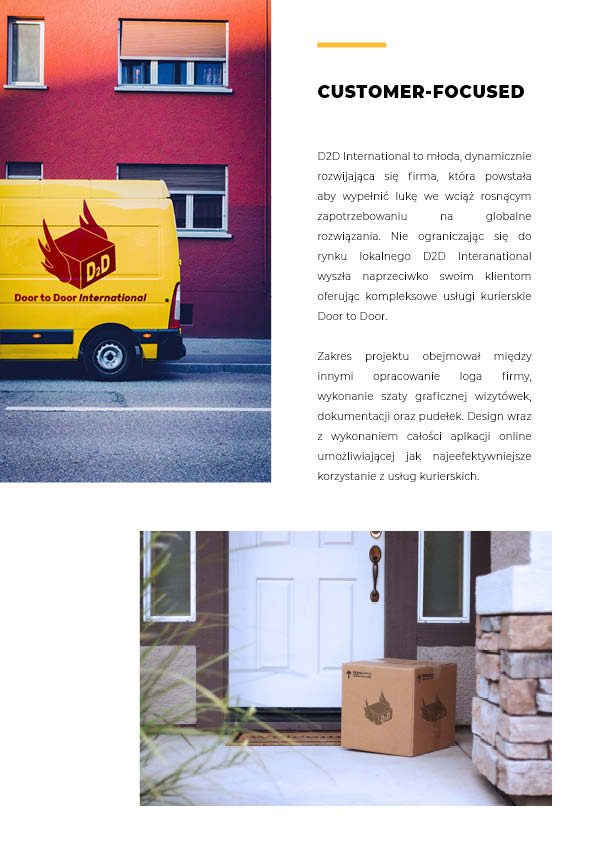 CUSTOMER-FOCUSED
D2D International to młoda, dynamicznie
rozwijająca się firma, która powstała
aby wypełnić lukę we wciąż rosnącym
zapotrzebowaniu na globalne
rozwiązania. Nie ograniczając się do
rynku lokalnego D2D Interanational
wyszła naprzeciwko swoim klientom
oferując kompleksowe usługi kurierskie
Door to Door.
Zakres projektu obejmował między
innymi opracowanie loga firmy,
wykonanie szaty graficznej wizytówek,
dokumentacji oraz pudełek. Design wraz
z wykonaniem całości aplkacji online
umożliwiającej jak najeefektywniejsze
korzystanie z usług kurierskich.
D2D
Door to Door International
D2D
D2D